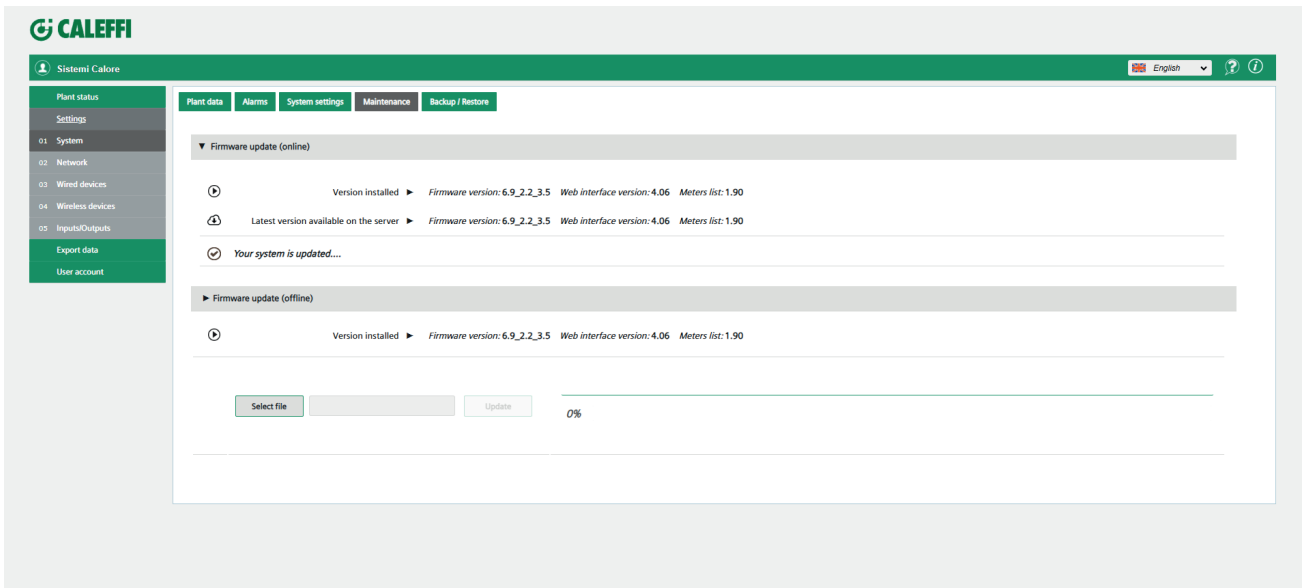 CALEFFI
Sistemi Calore
English
Plant status
Settings
01 System
02 Network
03 Wired devices
04 Wireless devices
05 Inputs/Outputs
Export data
User account
Plant data Alarms System settings Maintenance Backup / Restore
▼ Firmware update (online)
Version installed ► Firmware version: 6.9_2.2_3.5 Web interface version: 4.06 Meters list: 1.90
Latest version available on the server ► Firmware version: 6.9_2.2_3.5 Web interface version: 4.06 Meters list: 1.90
Your system is updated....
► Firmware update (offline)
Version installed ► Firmware version: 6.9_2.2_3.5 Web interface version: 4.06 Meters list: 1.90
Select file Update
0%